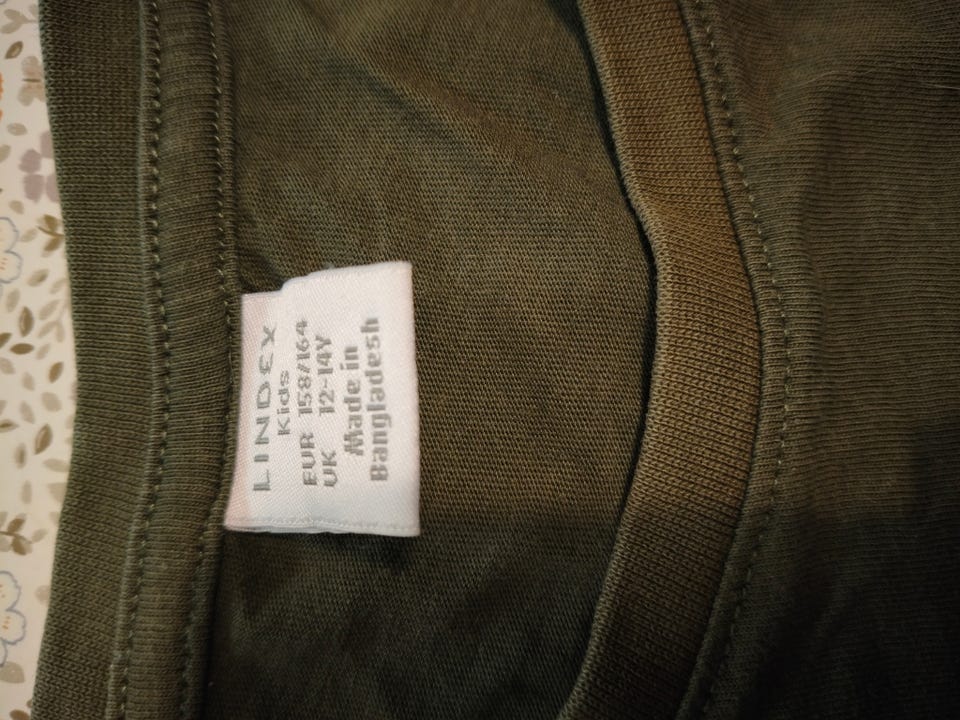 LINDEX
Kids
EUR 158/164
UK 12-14Y
Made in
Bangladesh